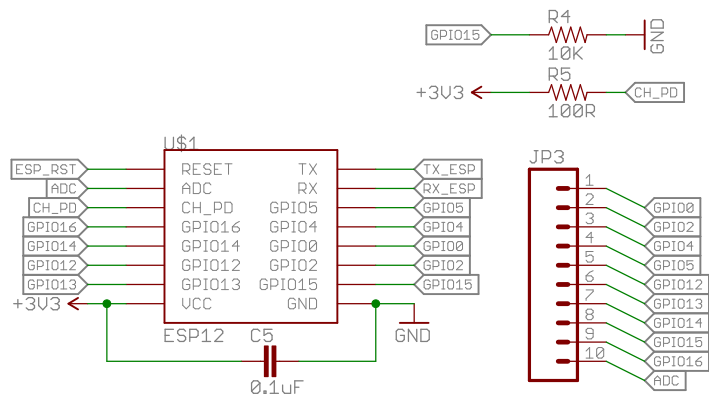 R4
GPIO15
GND
10K
R5
+3V3
CH_PD
100R
U$1
ESP_RST RESET TX TX_ESP
ADC ADC RX RX_ESP
CH_PD CH_PD GPIO5 GPIO5
GPIO16 GPIO16 GPIO4 GPIO4
GPIO14 GPIO14 GPIO0 GPIO0
GPIO12 GPIO12 GPIO2 GPIO2
GPIO13 GPIO13 GPIO15 GPIO15
+3V3 VCC GND
ESP12
C5
GND
0.1uF
JP3
1 GPIO0
2 GPIO2
3 GPIO4
4 GPIO5
5 GPIO12
6 GPIO13
7 GPIO14
8 GPIO15
9 GPIO16
10 ADC